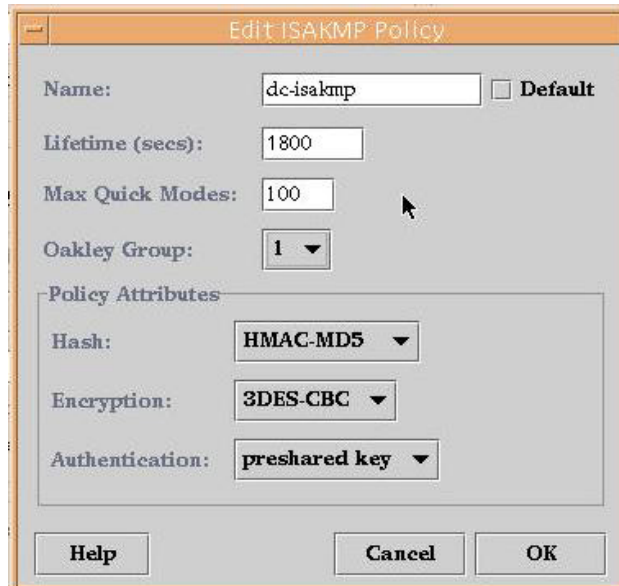 Edit ISAKMP Policy
Name: dc-isakmp Default
Lifetime (secs): 1800
Max Quick Modes: 100
Oakley Group: 1
Policy Attributes
Hash: HMAC-MD5
Encryption: 3DES-CBC
Authentication: preshared key
Help Cancel OK